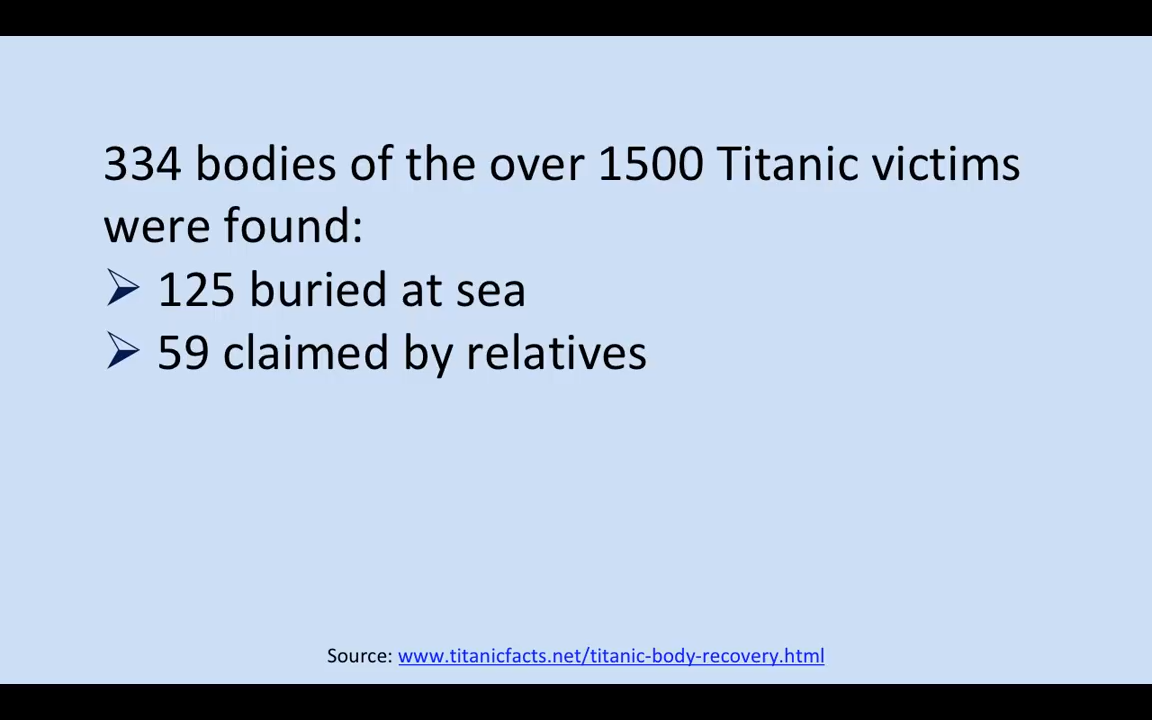 334 bodies of the over 1500 Titanic victims
were found:
➢ 125 buried at sea
➢ 59 claimed by relatives
Source: www.titanicfacts.net/titanic-body-recovery.html